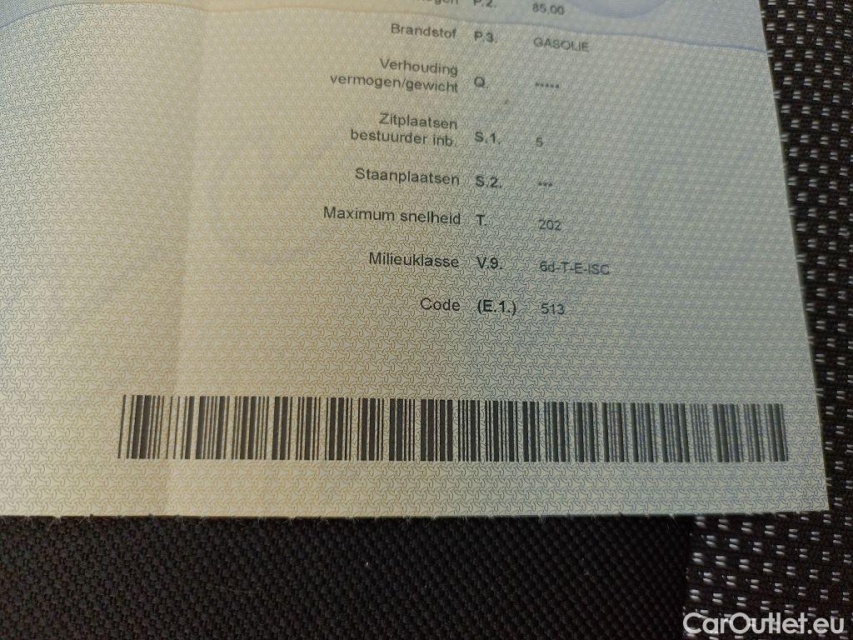 P.2. 85.00
Brandstof P.3. GASOLIE
Verhouding
vermogen/gewicht Q. *****
Zitplaatsen
bestuurder inb. S.1. 5
Staanplaatsen S.2. ***
Maximum snelheid T. 202
Milieuklasse V.9. 6d-T-E-ISC
Code (E.1.) 513
CarOutlet.eu